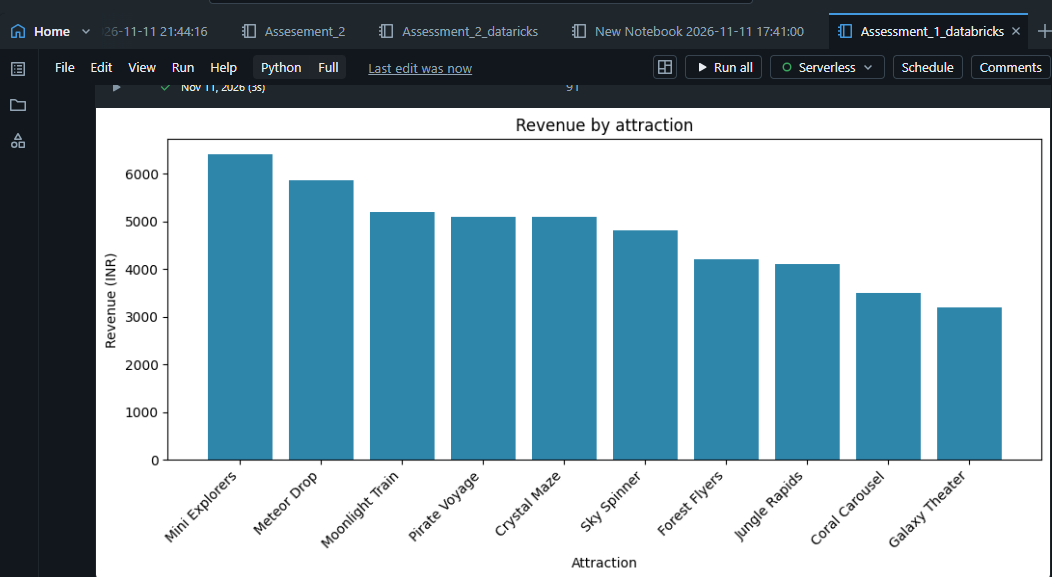 Home
26-11-11 21:44:16
Assesement_2
Assessment_2_dataricks
New Notebook 2026-11-11 17:41:00
Assessment_1_databricks
File Edit View Run Help Python Full Last edit was now Run all Serverless Schedule Comments
Nov 11, 2026 (3s) 91
Revenue by attraction
Revenue (INR)
6000
5000
4000
3000
2000
1000
0
Mini Explorers
Meteor Drop
Moonlight Train
Pirate Voyage
Crystal Maze
Sky Spinner
Forest Flyers
Jungle Rapids
Coral Carousel
Galaxy Theater
Attraction